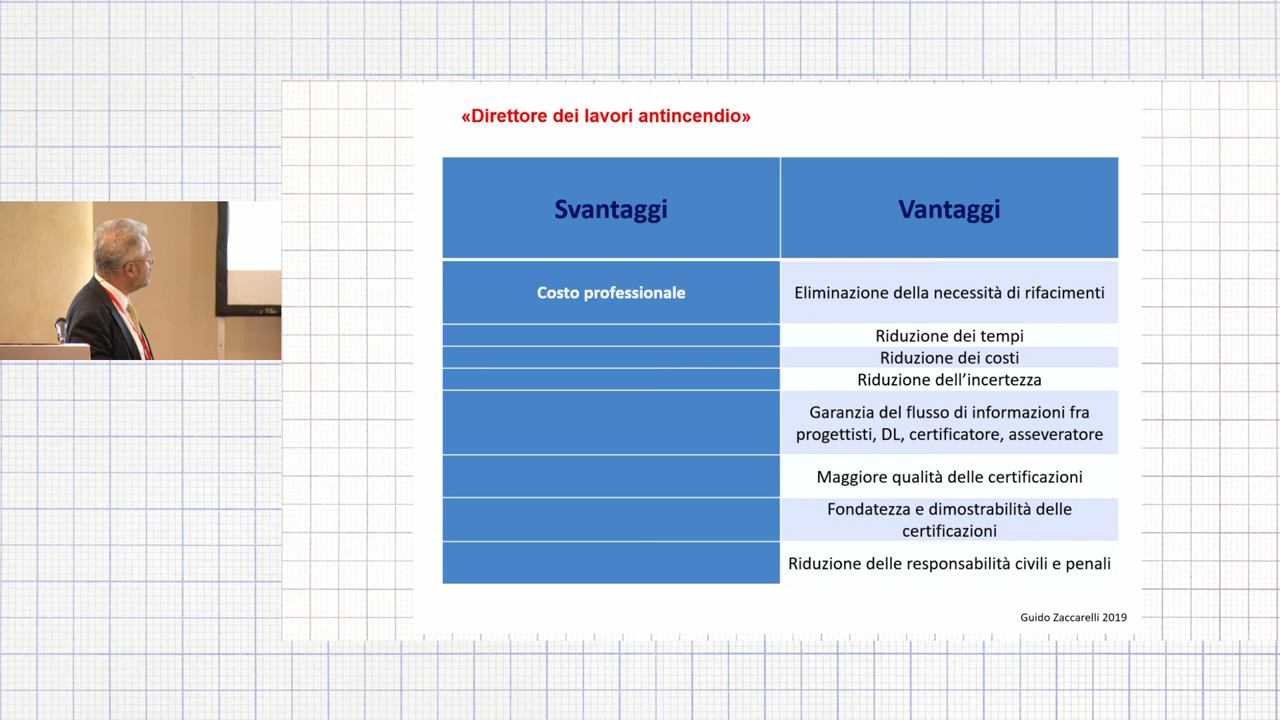 «Direttore dei lavori antincendio»
Svantaggi
Vantaggi
Costo professionale
Eliminazione della necessità di rifacimenti
Riduzione dei tempi
Riduzione dei costi
Riduzione dell’incertezza
Garanzia del flusso di informazioni fra
progettisti, DL, certificatore, asseveratore
Maggiore qualità delle certificazioni
Fondatezza e dimostrabilità delle
certificazioni
Riduzione delle responsabilità civili e penali
Guido Zaccarelli 2019